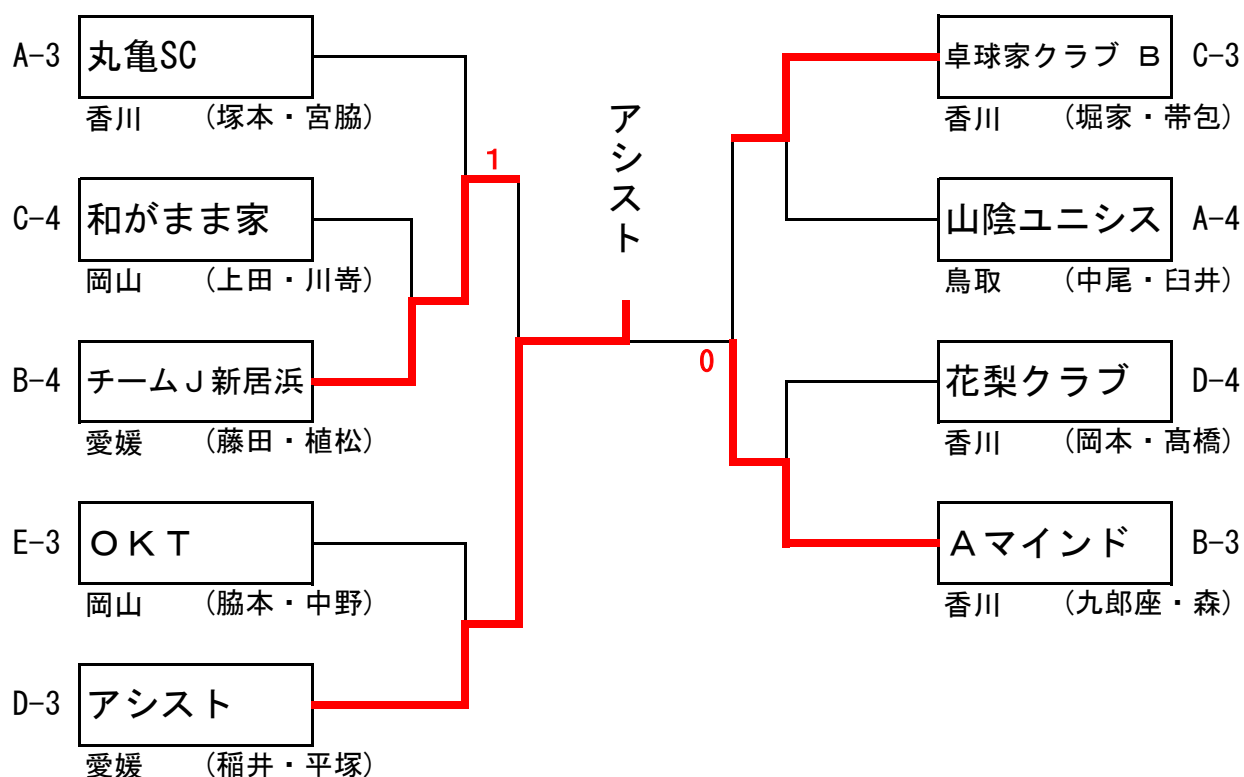 A-3 丸亀SC
香川 (塚本・宮脇)
C-4 和がまま家
岡山 (上田・川嵜)
B-4 チームJ新居浜
愛媛 (藤田・植松)
E-3 OKT
岡山 (脇本・中野)
D-3 アシスト
愛媛 (稲井・平塚)
1
アシスト
0
卓球家クラブ B C-3
香川 (堀家・帯包)
山陰ユニシス A-4
鳥取 (中尾・臼井)
花梨クラブ D-4
香川 (岡本・髙橋)
Aマインド B-3
香川 (九郎座・森)